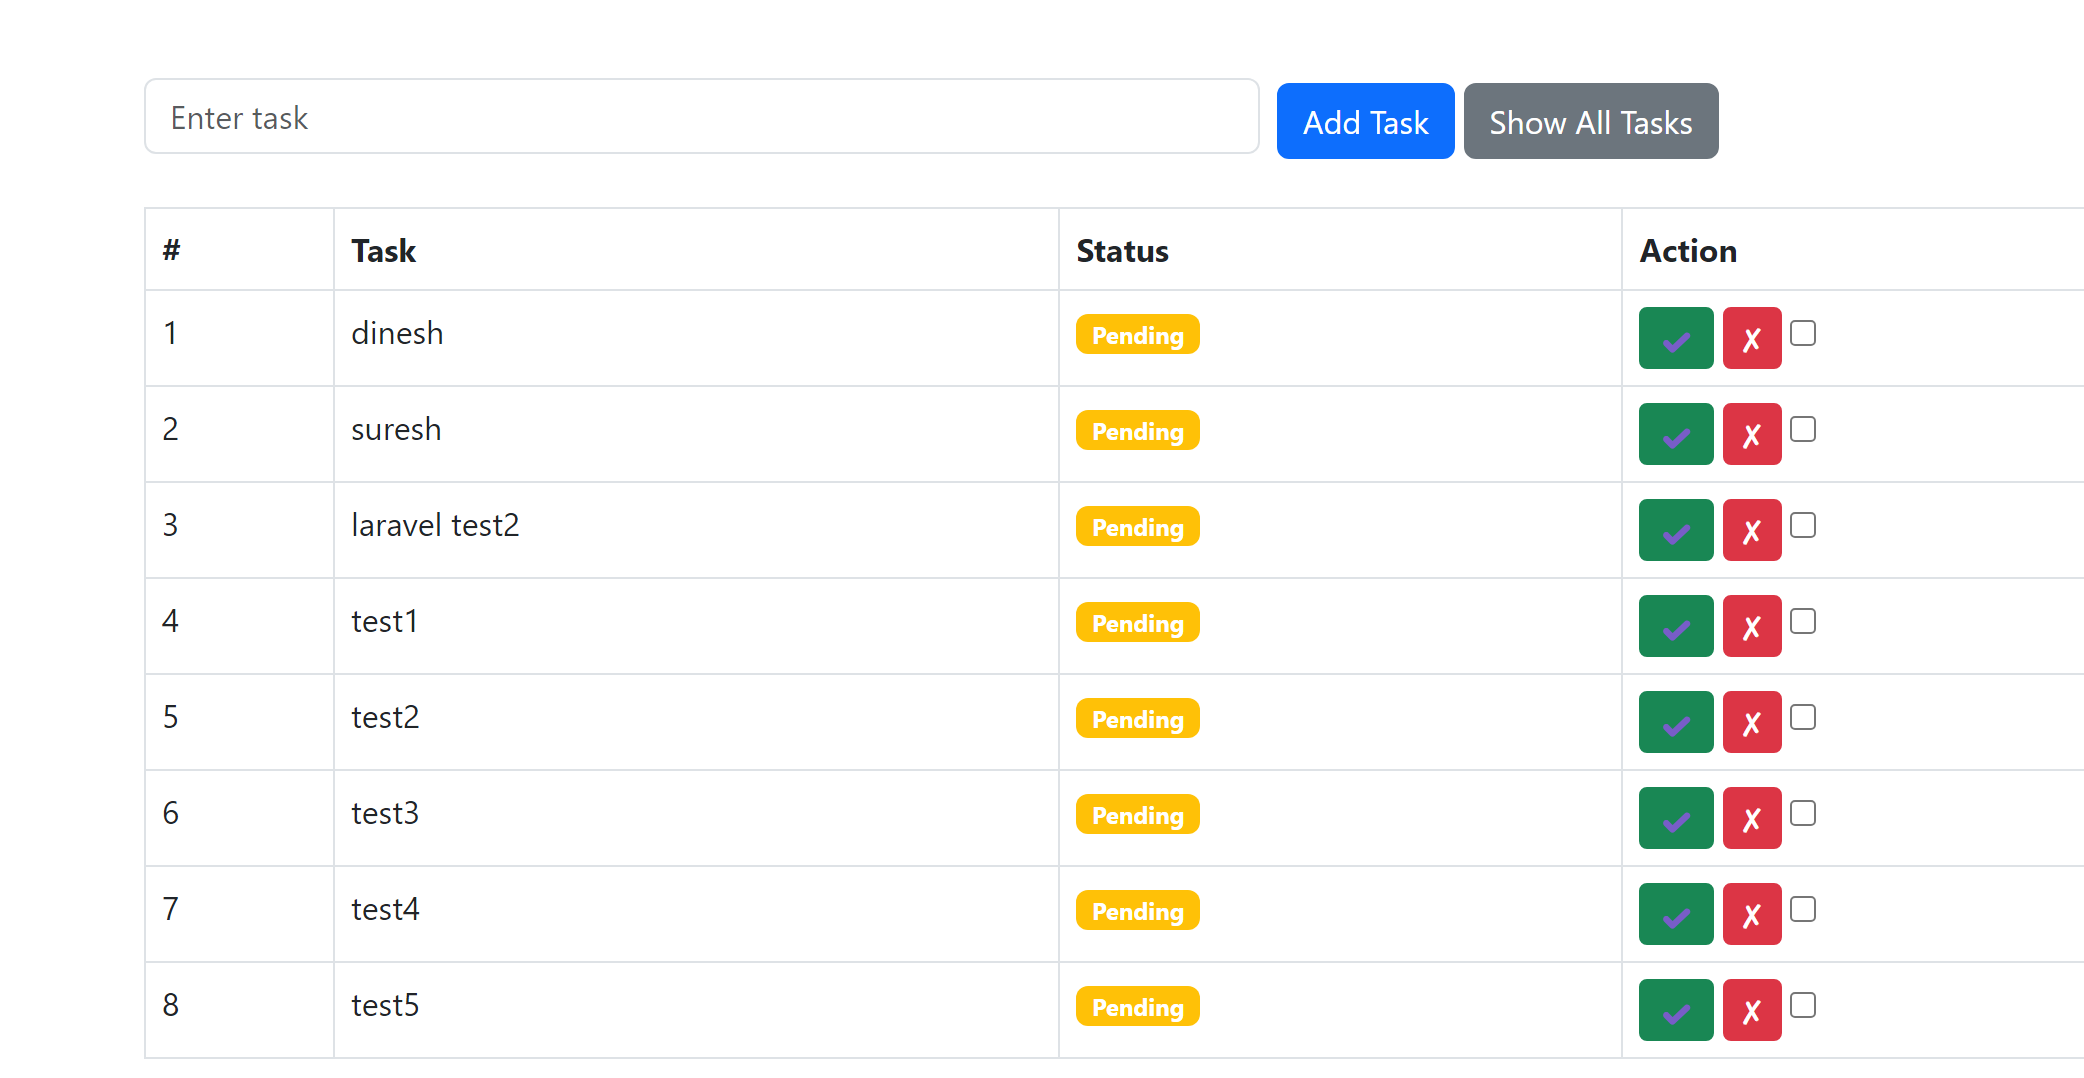 Enter task Add Task Show All Tasks
# Task Status Action
1 dinesh Pending ✔ ✗
2 suresh Pending ✔ ✗
3 laravel test2 Pending ✔ ✗
4 test1 Pending ✔ ✗
5 test2 Pending ✔ ✗
6 test3 Pending ✔ ✗
7 test4 Pending ✔ ✗
8 test5 Pending ✔ ✗